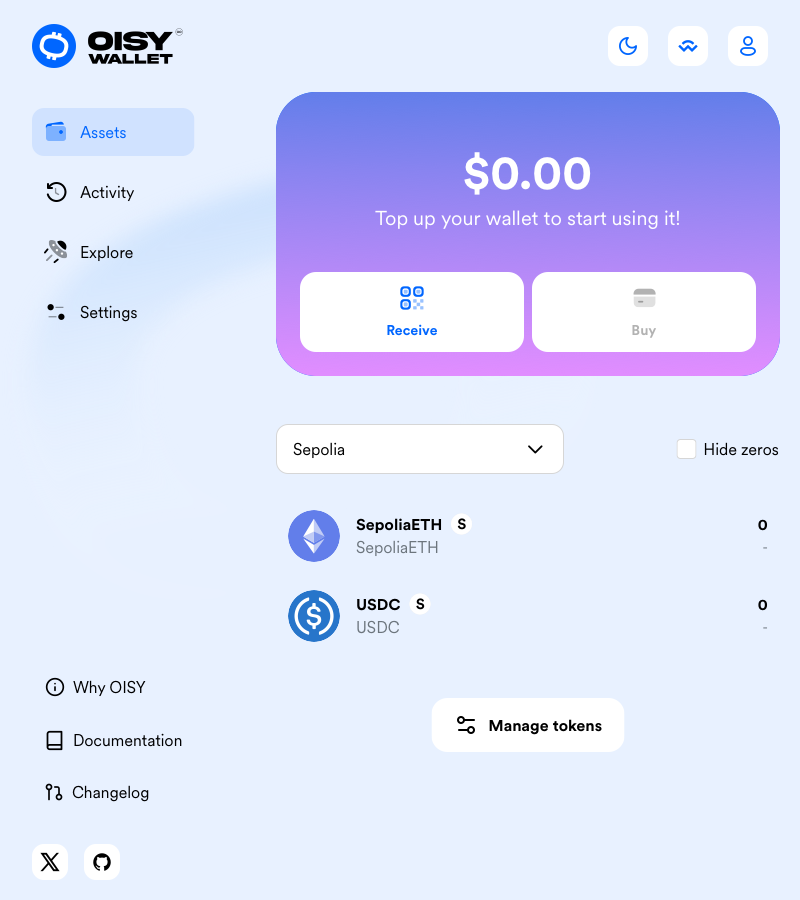 OISY
WALLET
Assets
Activity
Explore
Settings
$0.00
Top up your wallet to start using it!
Receive
Buy
Sepolia
Hide zeros
SepoliaETH S 0
SepoliaETH -
USDC S 0
USDC -
Manage tokens
Why OISY
Documentation
Changelog